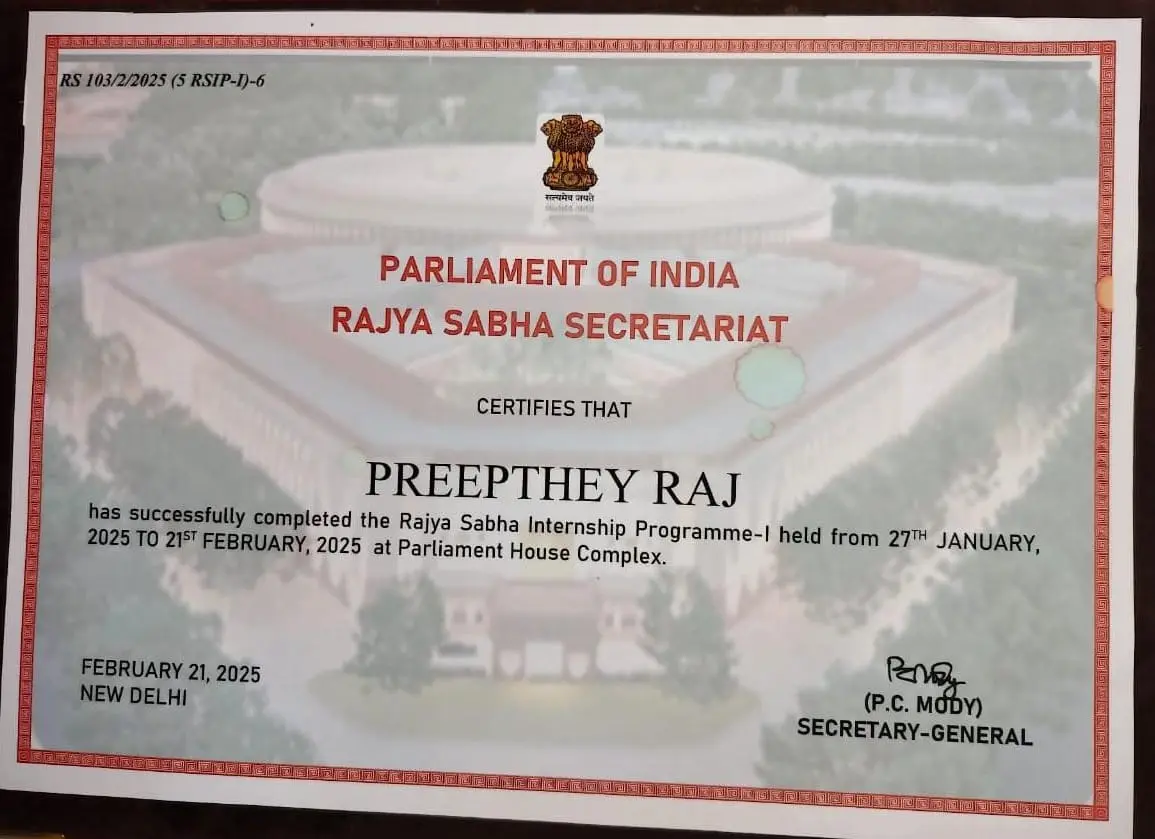 RS 103/2/2025 (5 RSIP-I)-6
सत्यमेव जयते
PARLIAMENT OF INDIA
RAJYA SABHA SECRETARIAT
CERTIFIES THAT
PREEPTHEY RAJ
has successfully completed the Rajya Sabha Internship Programme-I held from 27TH JANUARY,
2025 TO 21ST FEBRUARY, 2025 at Parliament House Complex.
FEBRUARY 21, 2025
NEW DELHI
(P.C. MODY)
SECRETARY-GENERAL